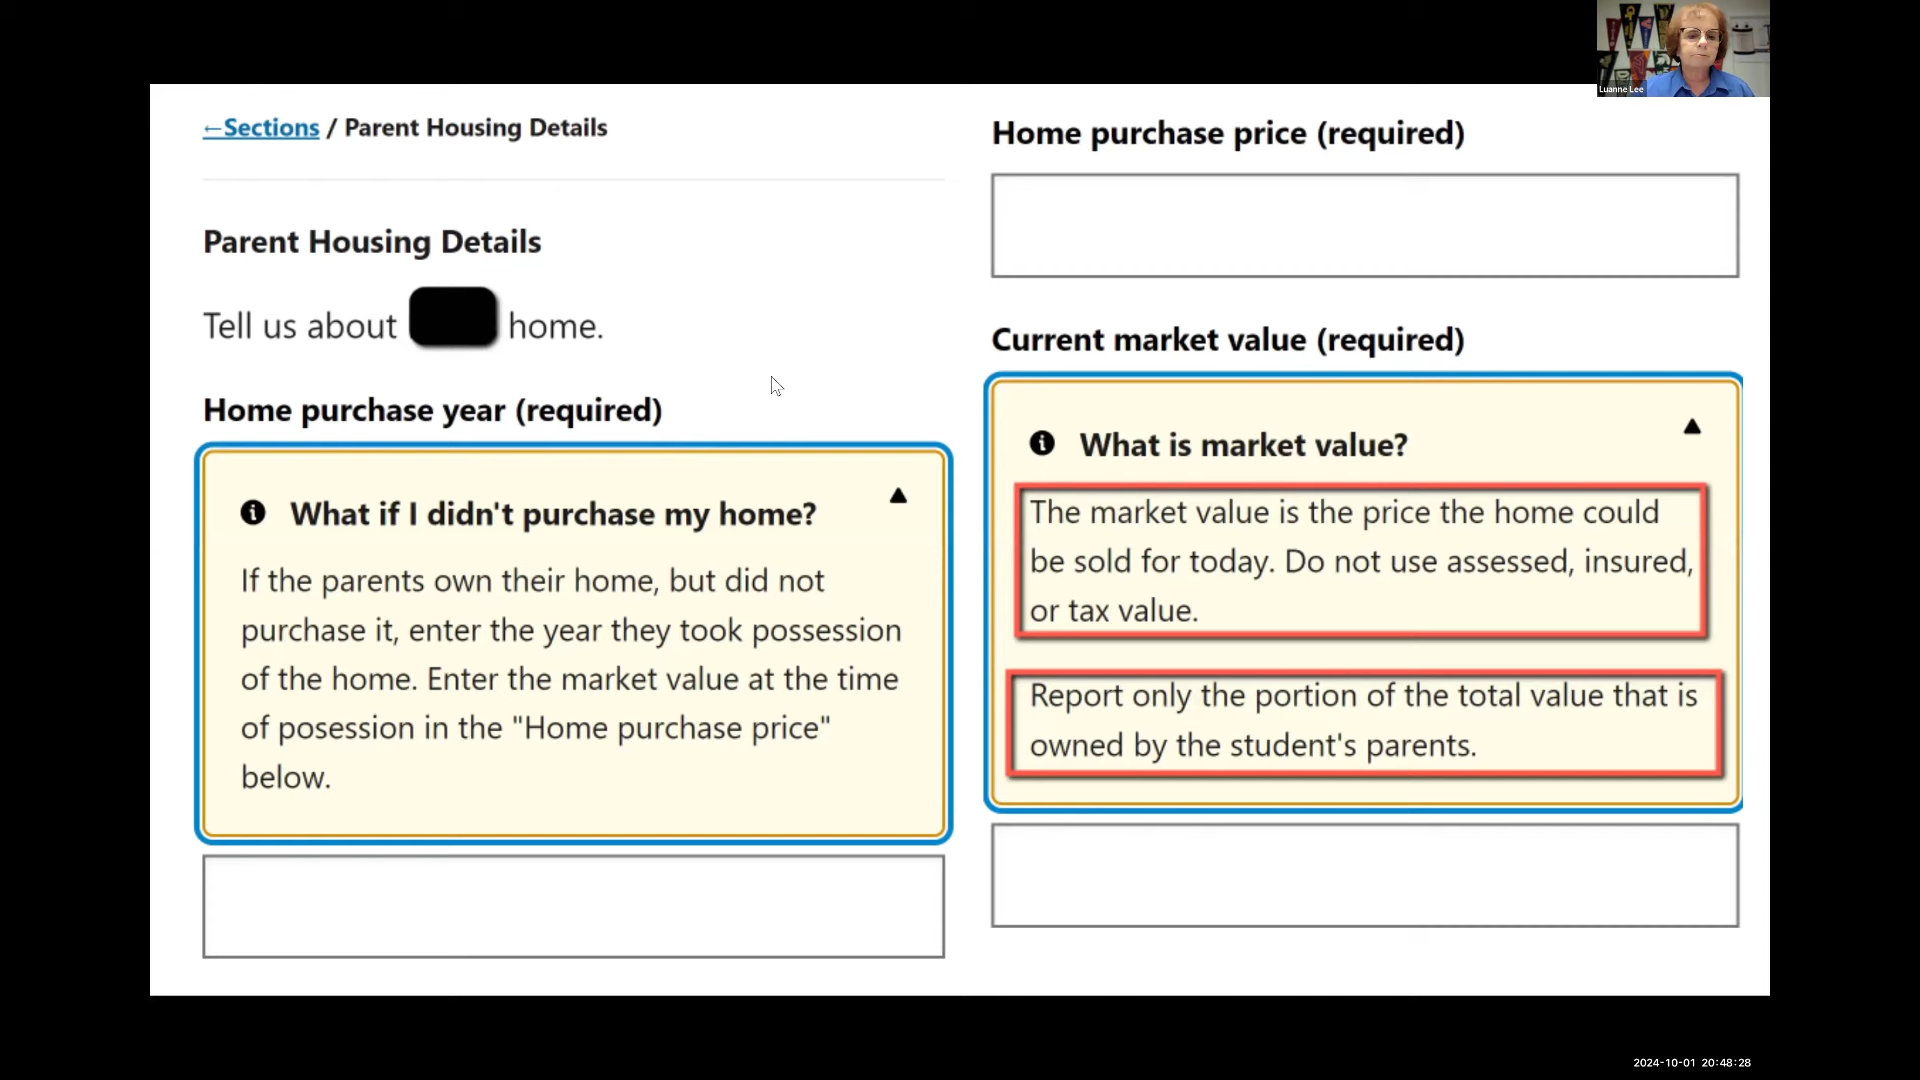 ←Sections / Parent Housing Details
Parent Housing Details
Tell us about home.
Home purchase year (required)
What if I didn't purchase my home?
If the parents own their home, but did not
purchase it, enter the year they took possession
of the home. Enter the market value at the time
of posession in the "Home purchase price"
below.
Home purchase price (required)
Current market value (required)
What is market value?
The market value is the price the home could
be sold for today. Do not use assessed, insured,
or tax value.
Report only the portion of the total value that is
owned by the student's parents.
Luanne Lee
2024-10-01 20:48:28